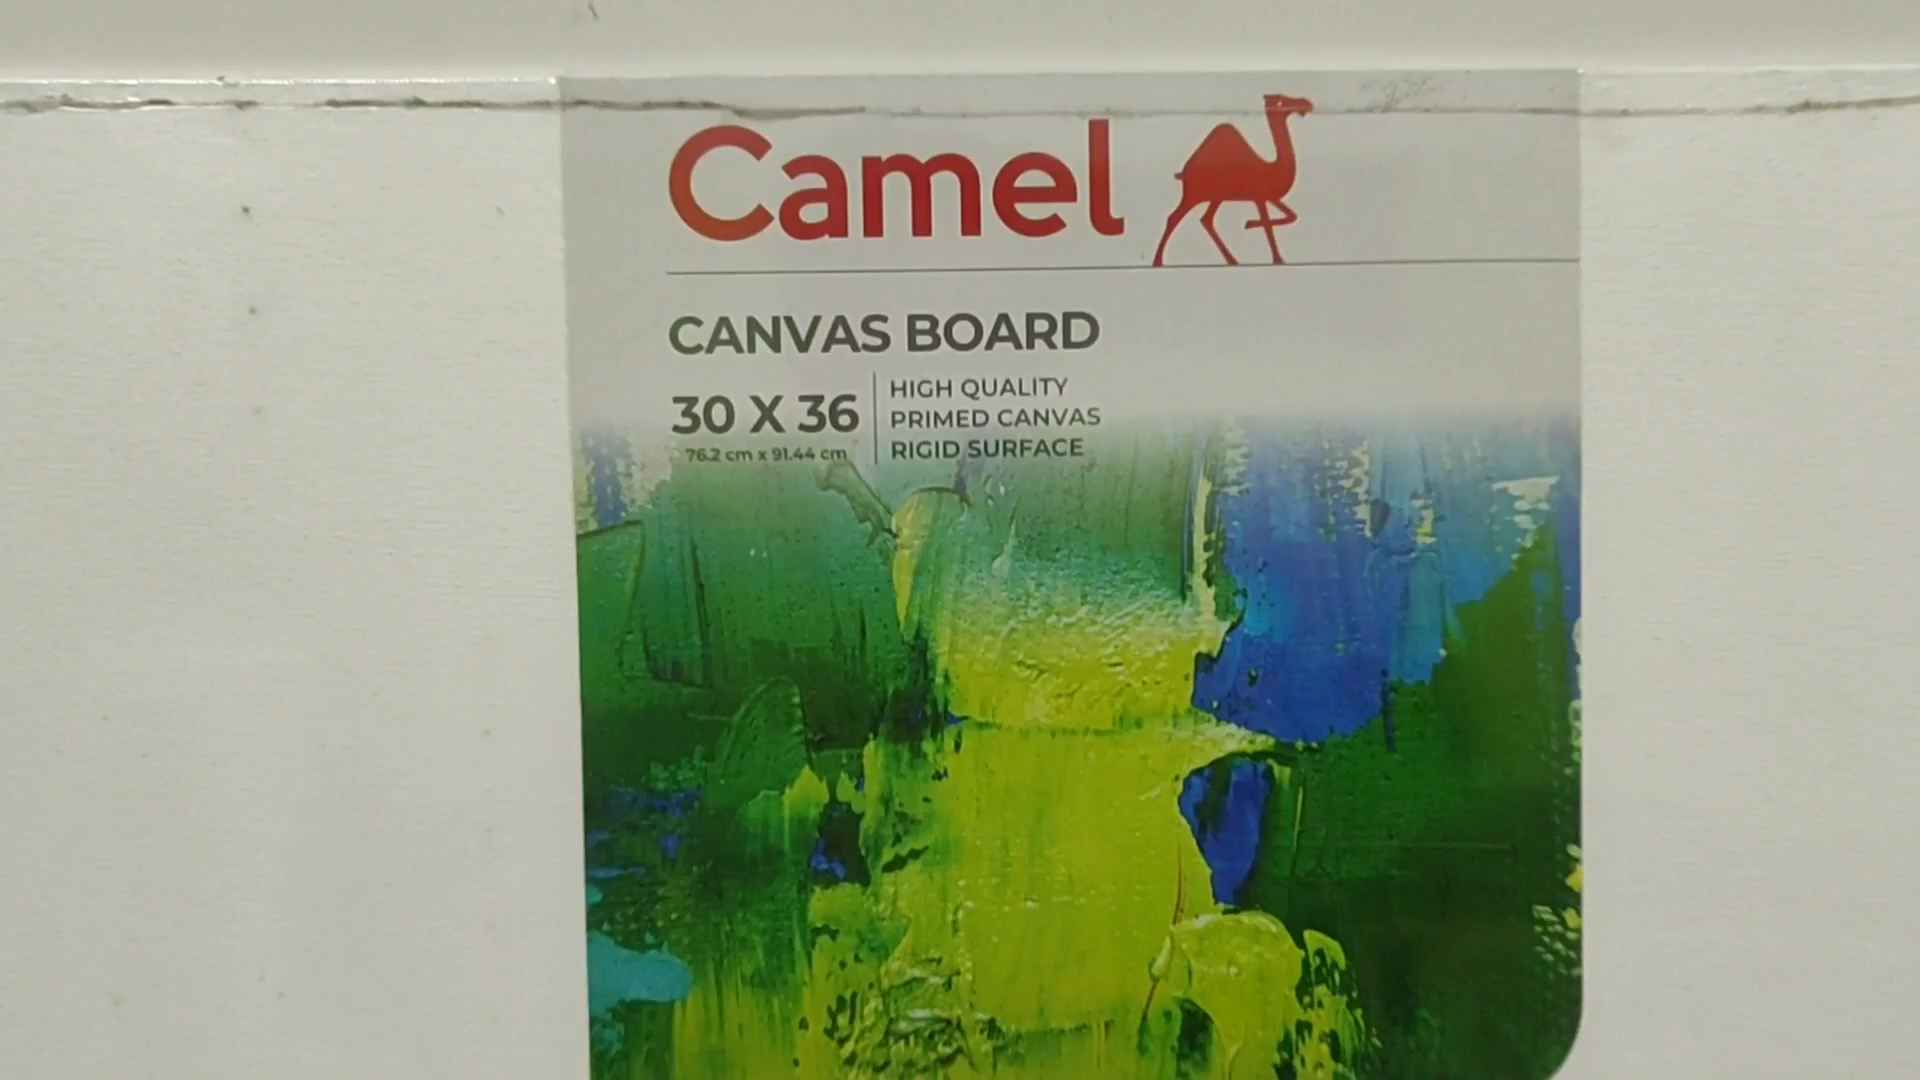 Camel
CANVAS BOARD
30 X 36
76.2 cm x 91.44 cm
HIGH QUALITY
PRIMED CANVAS
RIGID SURFACE